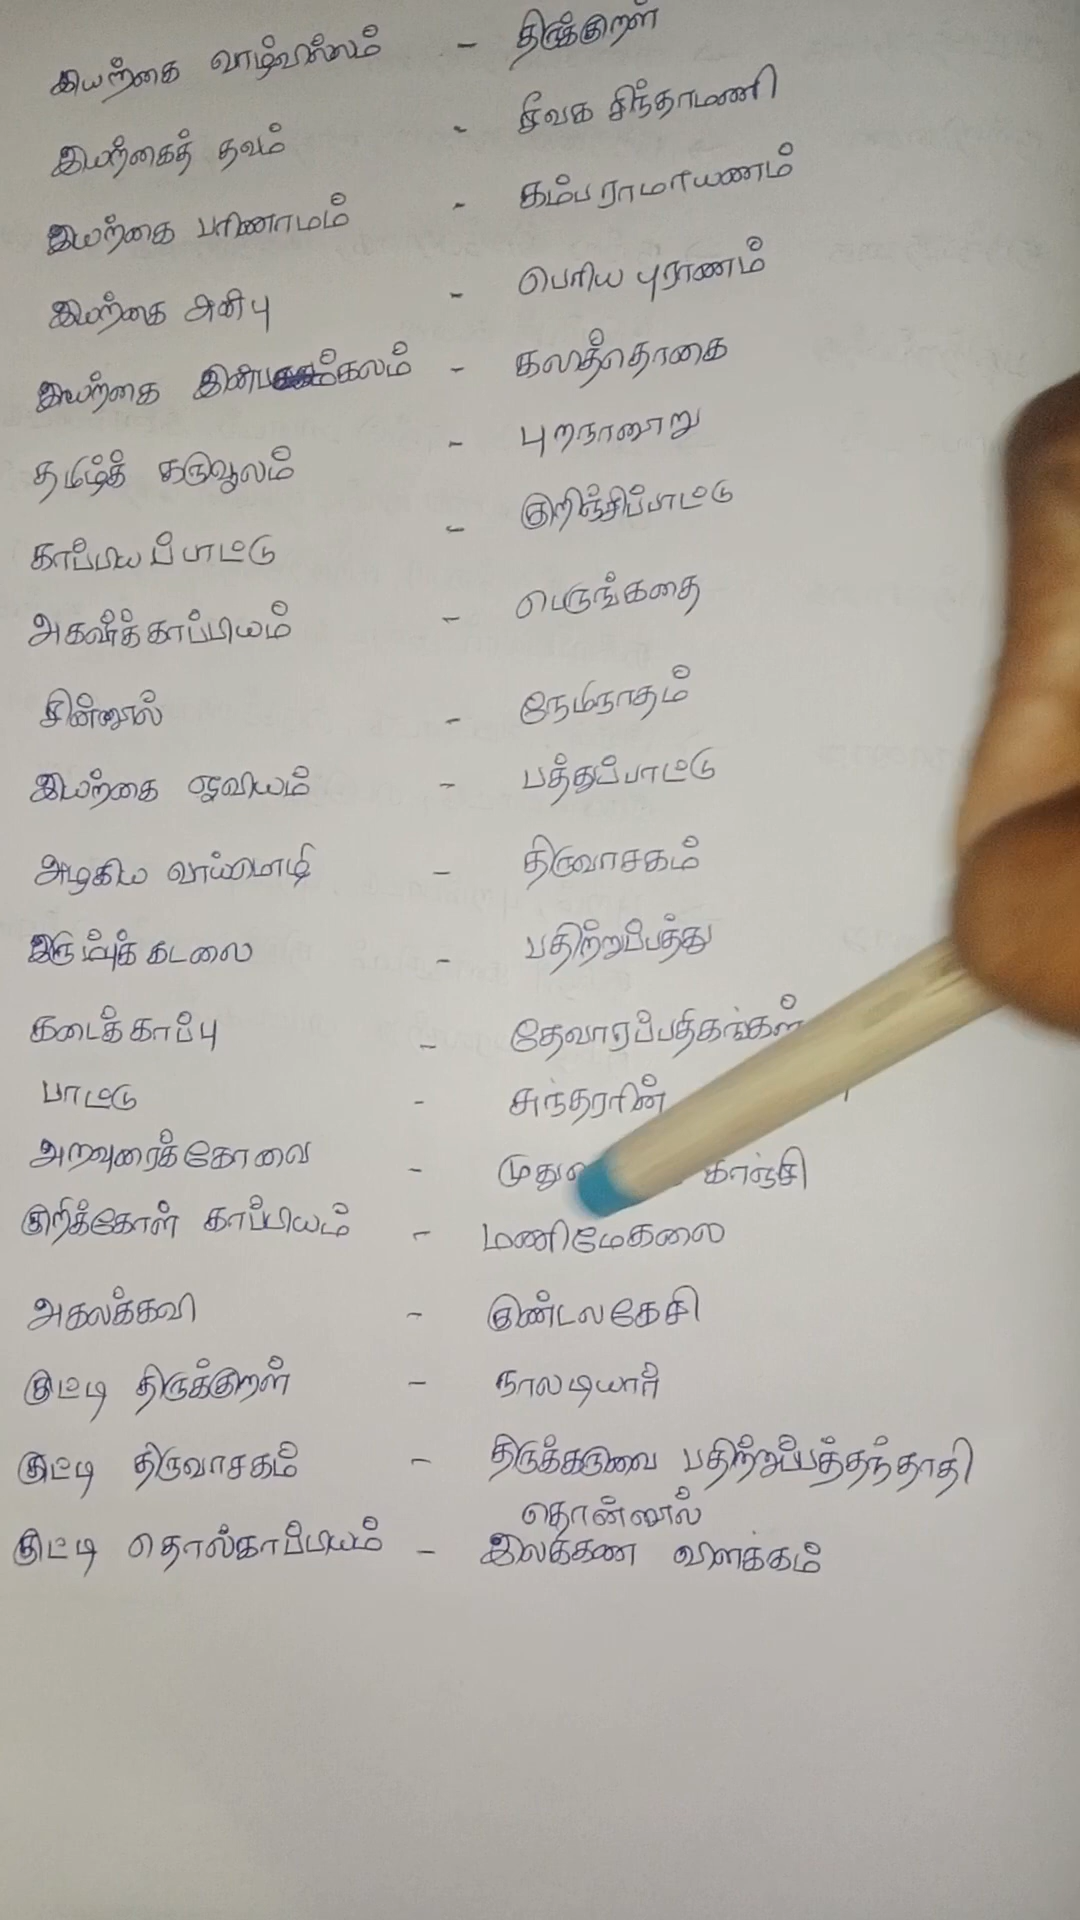 இயற்கை வாழ்வில்லம் - திருக்குறள்
இயற்கைத் தவம் - சீவக சிந்தாமணி
இயற்கை பரிணாமம் - கம்பராமாயணம்
இயற்கை அன்பு - பெரிய புராணம்
இயற்கை இன்பக்கலம் - கலித்தொகை
தமிழ்க் கருவூலம் - புறநானூறு
காப்பியப்பாட்டு - குறிஞ்சிப்பாட்டு
அகவற்காப்பியம் - பெருங்கதை
சின்னூல் - நேமிநாதம்
இயற்கை ஓவியம் - பத்துப்பாட்டு
அழகிய வாய்மொழி - திருவாசகம்
இரும்புக்கடலை - பதிற்றுப்பத்து
கடைக்காப்பு - தேவாரப்பதிகங்கள்
பாட்டு - சுந்தரரின்
அறவுரைக்கோவை - காஞ்சி
குறிக்கோள் காப்பியம் - மணிமேகலை
அகலக்கவி - குண்டலகேசி
குட்டி திருக்குறள் - நாலடியார்
குட்டி திருவாசகம் - திருக்கருவை பதிற்றுப்பத்தந்தாதி
தொன்னூல்
குட்டி தொல்காப்பியம் - இலக்கண விளக்கம்